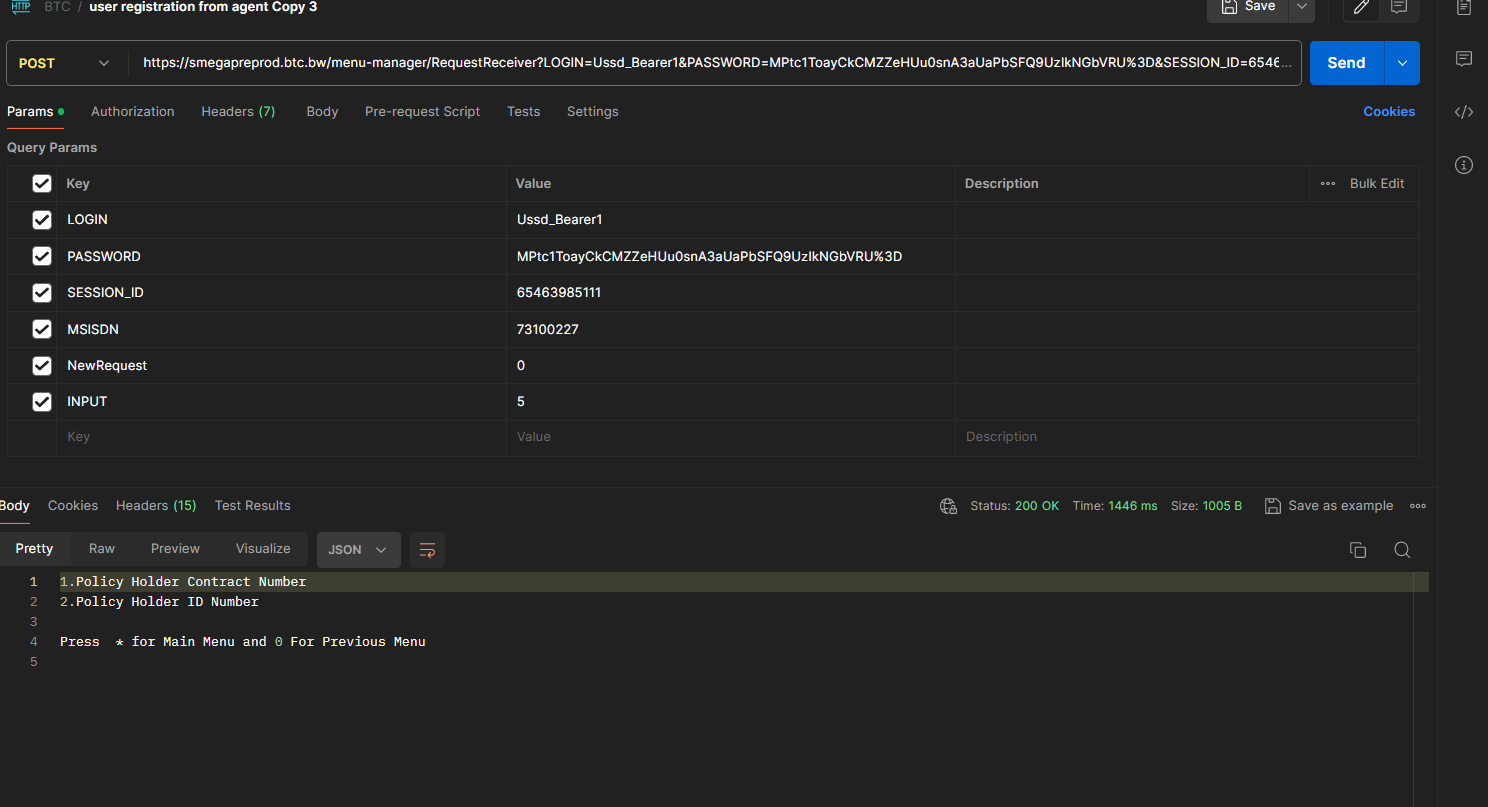 HTTP BTC / user registration from agent Copy 3 Save
POST https://smegapreprod.btc.bw/menu-manager/RequestReceiver?LOGIN=Ussd_Bearer1&PASSWORD=MPtc1ToayCkCMZZeHUu0snA3aUaPbSFQ9UzIkNGbVRU%3D&SESSION_ID=6546... Send
Params Authorization Headers (7) Body Pre-request Script Tests Settings Cookies
Query Params
Key Value Description ... Bulk Edit
LOGIN Ussd_Bearer1
PASSWORD MPtc1ToayCkCMZZeHUu0snA3aUaPbSFQ9UzIkNGbVRU%3D
SESSION_ID 65463985111
MSISDN 73100227
NewRequest 0
INPUT 5
Key Value Description
Body Cookies Headers (15) Test Results Status: 200 OK Time: 1446 ms Size: 1005 B Save as example
Pretty Raw Preview Visualize JSON
1 1.Policy Holder Contract Number
2 2.Policy Holder ID Number
3
4 Press * for Main Menu and 0 For Previous Menu
5